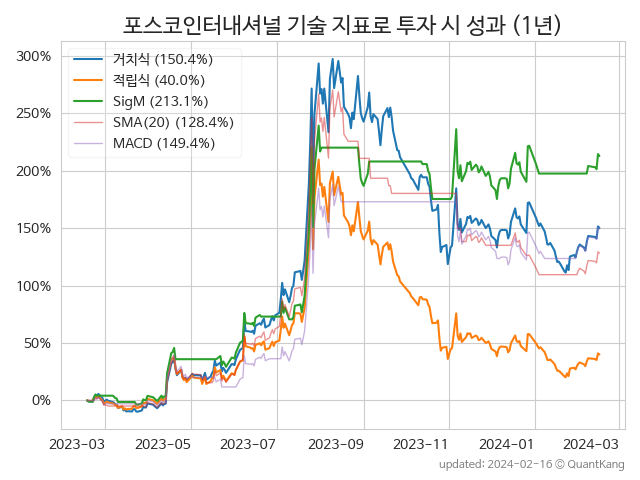 포스코인터내셔널 기술 지표로 투자 시 성과 (1년)
거치식 (150.4%)
적립식 (40.0%)
SigM (213.1%)
SMA(20) (128.4%)
MACD (149.4%)
300%
250%
200%
150%
100%
50%
0%
2023-03 2023-05 2023-07 2023-09 2023-11 2024-01 2024-03
updated: 2024-02-16 © QuantKang